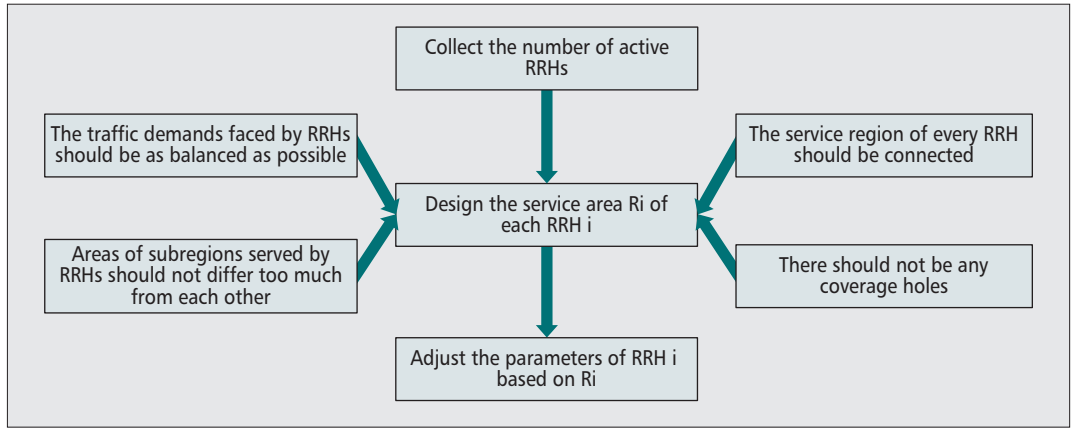 Collect the number of active
RRHs
The traffic demands faced by RRHs
should be as balanced as possible
The service region of every RRH
should be connected
Design the service area Ri of
each RRH i
Areas of subregions served by
RRHs should not differ too much
from each other
There should not be any
coverage holes
Adjust the parameters of RRH i
based on Ri